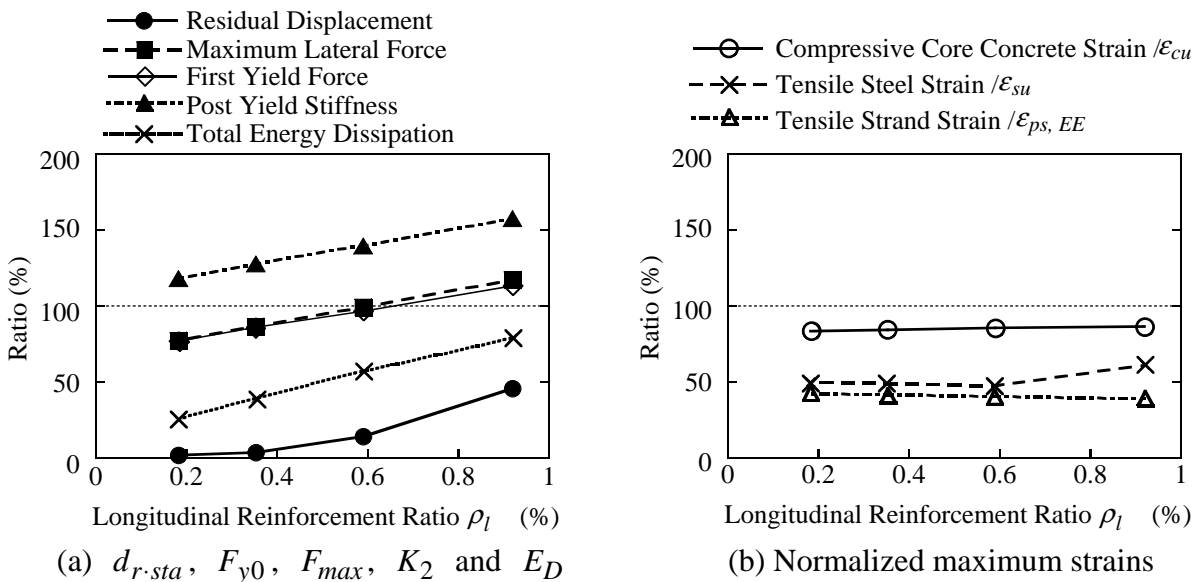 Residual Displacement
Maximum Lateral Force
First Yield Force
Post Yield Stiffness
Total Energy Dissipation
200
150
100
50
0
Ratio (%)
0
0.2
0.4
0.6
0.8
1
Longitudinal Reinforcement Ratio ρl (%)
(a) dr·sta, Fy0, Fmax, K2 and ED
Compressive Core Concrete Strain /εcu
Tensile Steel Strain /εsu
Tensile Strand Strain /εps, EE
200
150
100
50
0
Ratio (%)
0
0.2
0.4
0.6
0.8
1
Longitudinal Reinforcement Ratio ρl (%)
(b) Normalized maximum strains